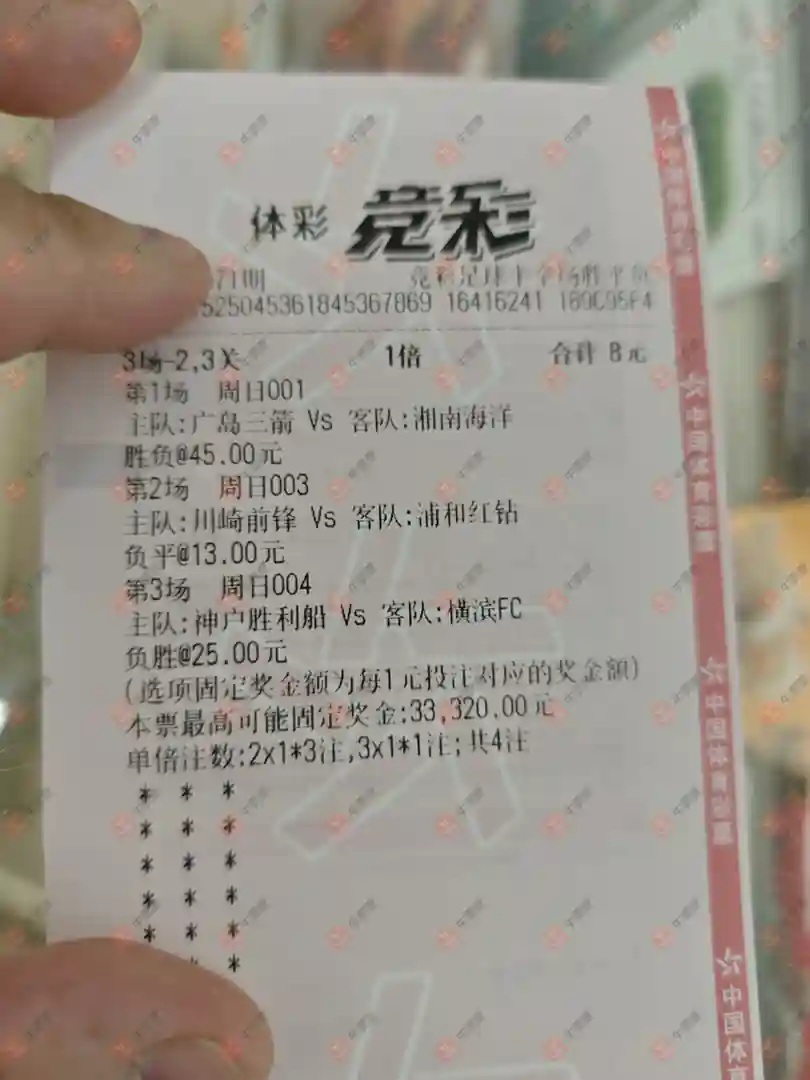 体彩 竞彩
71期 竞彩足球半全场胜平负
5250453618453678​69 16416241
3场-2,3关 1倍 合计 8元
第1场 周日001
主队:广岛三箭 Vs 客队:湘南海洋
胜负@45.00元
第2场 周日003
主队:川崎前锋 Vs 客队:浦和红钻
负平@13.00元
第3场 周日004
主队:神户胜利船 Vs 客队:横滨FC
负胜@25.00元
(选项固定奖金额为每1元投注对应的奖金额)
本票最高可能固定奖金:33,320.00元
单倍注数:2x1*3注,3x1*1注;共4注
* * *
* * *
* * *
* * *
* * *
* *
中国体育彩票
中国体育彩票
中国体育彩票
中国体育